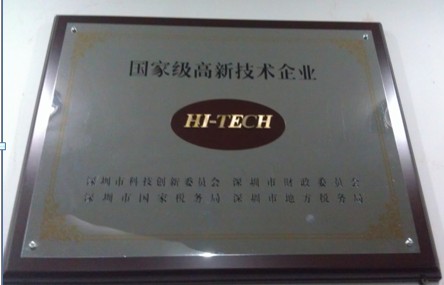 国家级高新技术企业
HI-TECH
深圳市科技创新委员会 深圳市财政委员会
深圳市国家税务局 深圳市地方税务局